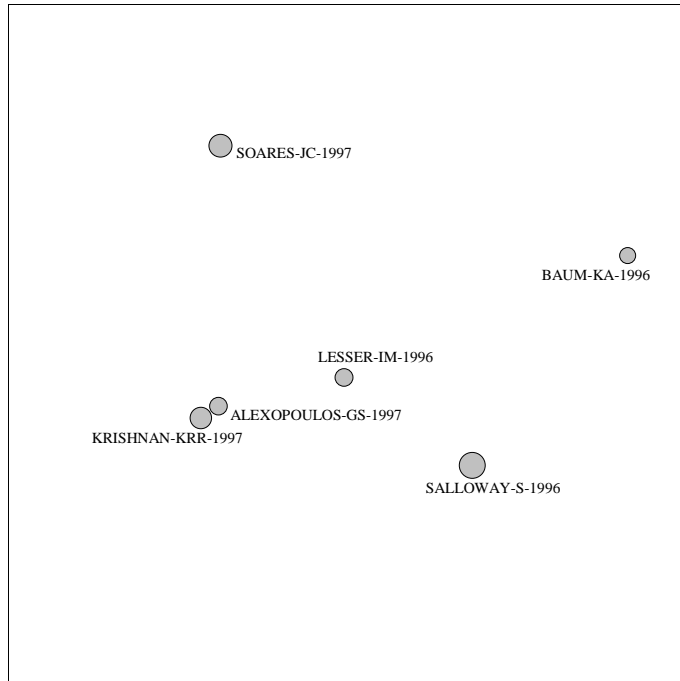 SOARES-JC-1997
BAUM-KA-1996
LESSER-IM-1996
ALEXOPOULOS-GS-1997
KRISHNAN-KRR-1997
SALLOWAY-S-1996